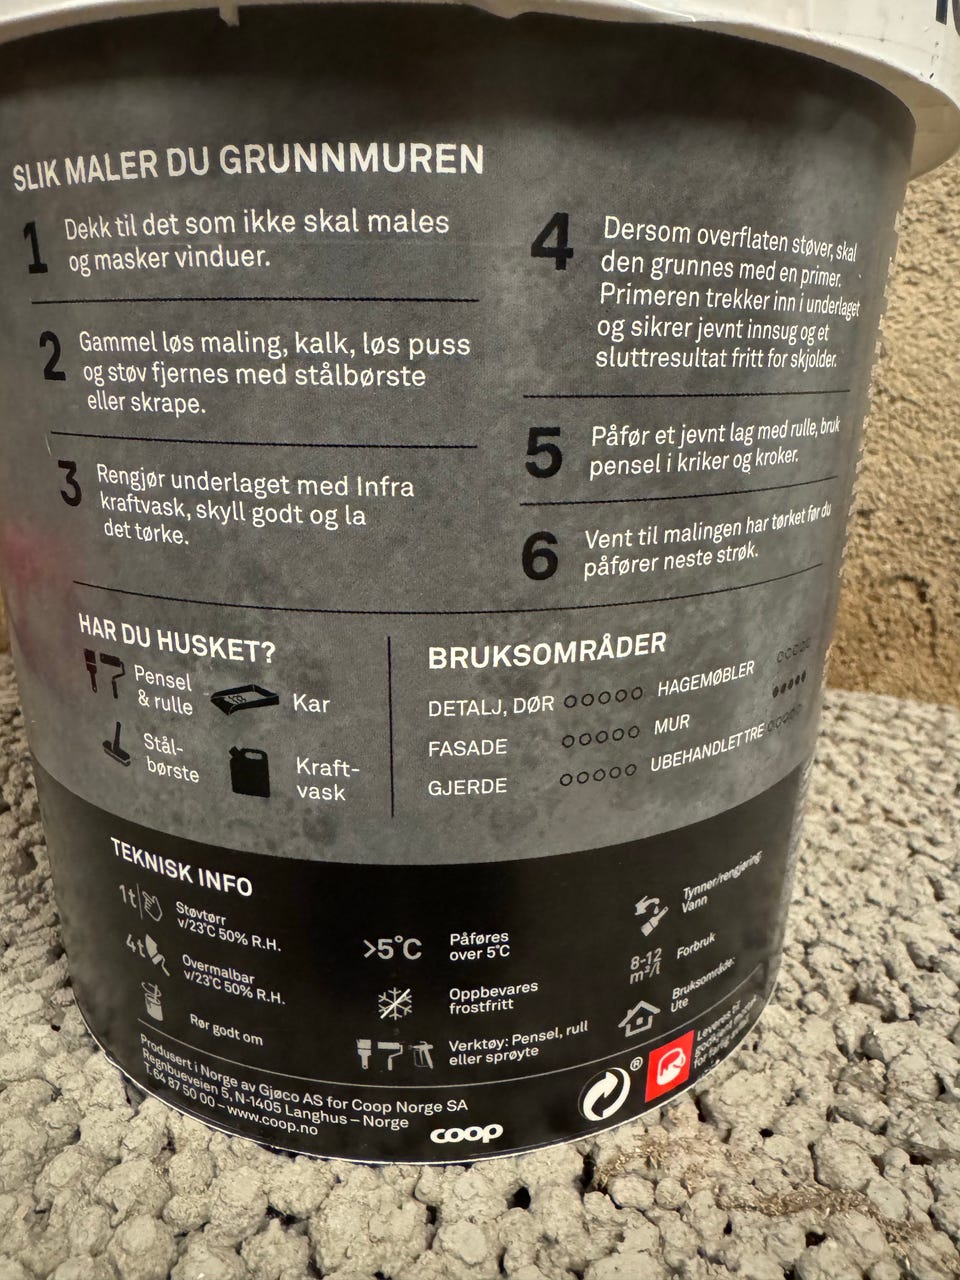 SLIK MALER DU GRUNNMUREN
1 Dekk til det som ikke skal males
og masker vinduer.
2 Gammel løs maling, kalk, løs puss
og støv fjernes med stålbørste
eller skrape.
3 Rengjør underlaget med Infra
kraftvask, skyll godt og la
det tørke.
4 Dersom overflaten støver, skal
den grunnes med en primer.
Primeren trekker inn i underlaget
og sikrer jevnt innsug og et
sluttresultat fritt for skjolder.
5 Påfør et jevnt lag med rulle, bruk
pensel i kriker og kroker.
6 Vent til malingen har tørket før du
påfører neste strøk.
HAR DU HUSKET?
Pensel
& rulle
Kar
Stål-
børste
Kraft-
vask
BRUKSOMRÅDER
DETALJ, DØR
FASADE
GJERDE
HAGEMØBLER
MUR
UBEHANDLET TRE
TEKNISK INFO
1t
Støvtørr
v/23°C 50% R.H.
4t
Overmalbar
v/23°C 50% R.H.
Rør godt om
>5°C
Påføres
over 5°C
Oppbevares
frostfritt
Verktøy: Pensel, rull
eller sprøyte
Tynner/rengjøring:
Vann
8-12
m²/l
Forbruk
Bruksområde:
Ute
Produsert i Norge av Gjøco AS for Coop Norge SA
Regnbueveien 5, N-1405 Langhus – Norge
T.64 87 50 00 – www.coop.no
coop
®
Leveres til
godkjent mottak